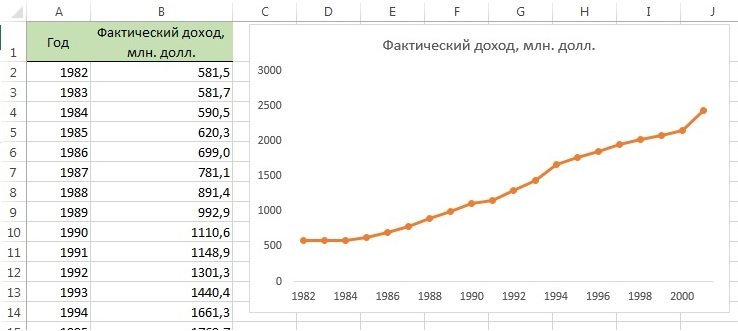 A B C D E F G H I J
1 Год Фактический доход, млн. долл.
2 1982 581,5
3 1983 581,7
4 1984 590,5
5 1985 620,3
6 1986 699,0
7 1987 781,1
8 1988 891,4
9 1989 992,9
10 1990 1110,6
11 1991 1148,9
12 1992 1301,3
13 1993 1440,4
14 1994 1661,3
Фактический доход, млн. долл.
3000
2500
2000
1500
1000
500
0
1982 1984 1986 1988 1990 1992 1994 1996 1998 2000